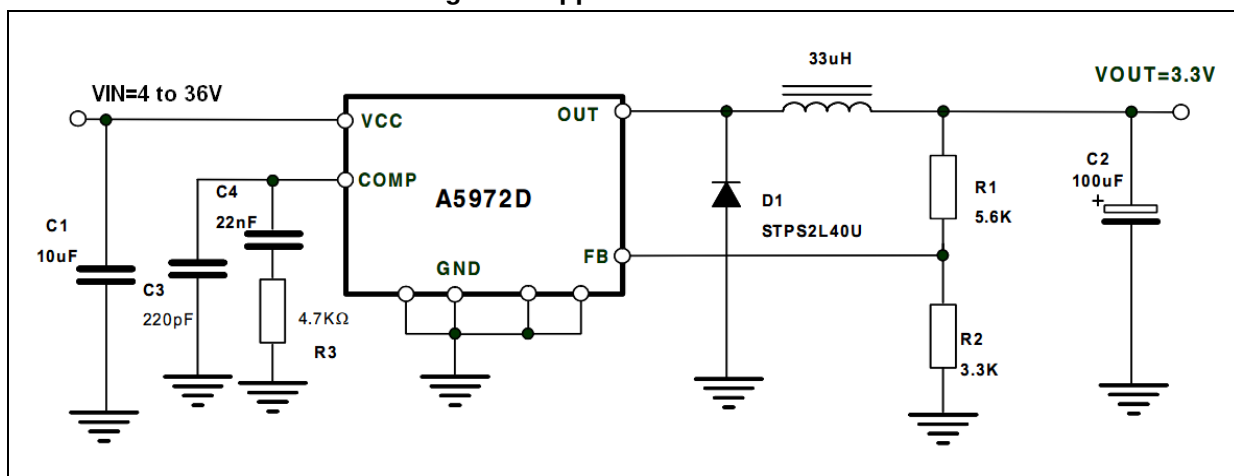 VIN=4 to 36V
33uH
VOUT=3.3V
VCC
OUT
COMP
A5972D
C4
22nF
C1
10uF
C3
220pF
4.7KΩ
R3
GND
FB
D1
STPS2L40U
R1
5.6K
C2
100uF
+
R2
3.3K